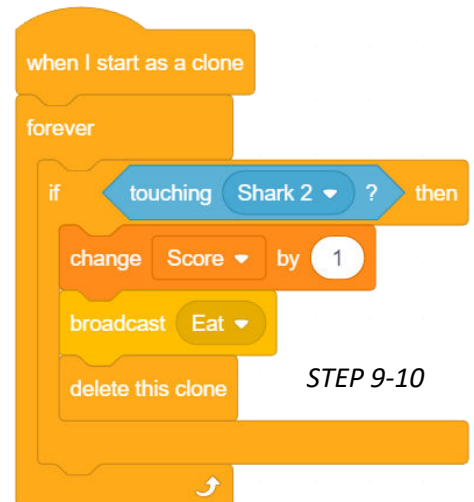 when I start as a clone
forever
if touching Shark 2 ? then
change Score by 1
broadcast Eat
delete this clone
STEP 9-10